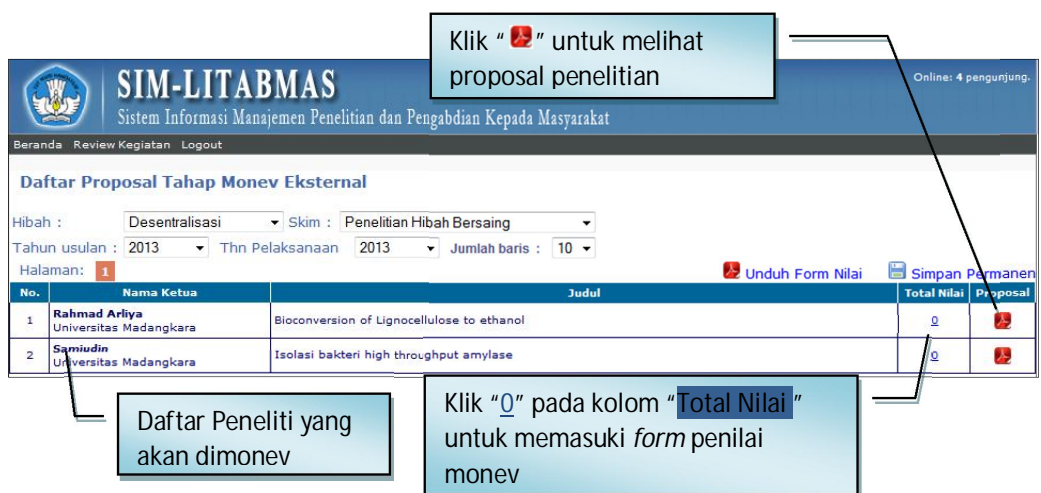 Klik “ ” untuk melihat
proposal penelitian
SIM-LITABMAS
Sistem Informasi Manajemen Penelitian dan Pengabdian Kepada Masyarakat
Online: 4 pengunjung.
Beranda Review Kegiatan Logout
Daftar Proposal Tahap Monev Eksternal
Hibah : Desentralisasi Skim : Penelitian Hibah Bersaing
Tahun usulan : 2013 Thn Pelaksanaan 2013 Jumlah baris : 10
Halaman: 1 Unduh Form Nilai Simpan Permanen
No. Nama Ketua Judul Total Nilai Proposal
1 Rahmad Arliya Bioconversion of Lignocellulose to ethanol 0
Universitas Madangkara
2 Samiudin Isolasi bakteri high throughput amylase 0
Universitas Madangkara
Daftar Peneliti yang
akan dimonev
Klik “0” pada kolom “Total Nilai ”
untuk memasuki form penilai
monev